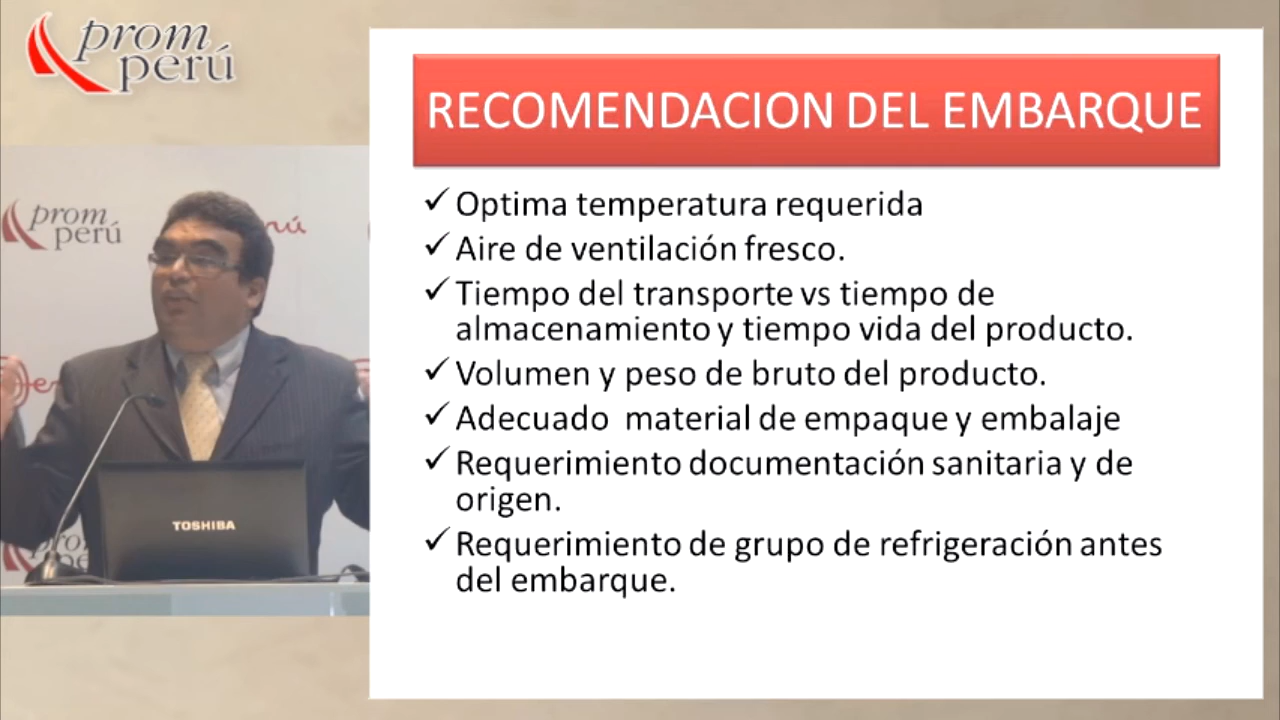 prom
perú
RECOMENDACION DEL EMBARQUE
✓ Optima temperatura requerida
✓ Aire de ventilación fresco.
✓ Tiempo del transporte vs tiempo de
almacenamiento y tiempo vida del producto.
✓ Volumen y peso de bruto del producto.
✓ Adecuado material de empaque y embalaje
✓ Requerimiento documentación sanitaria y de
origen.
✓ Requerimiento de grupo de refrigeración antes
del embarque.
prom
perú
TOSHIBA